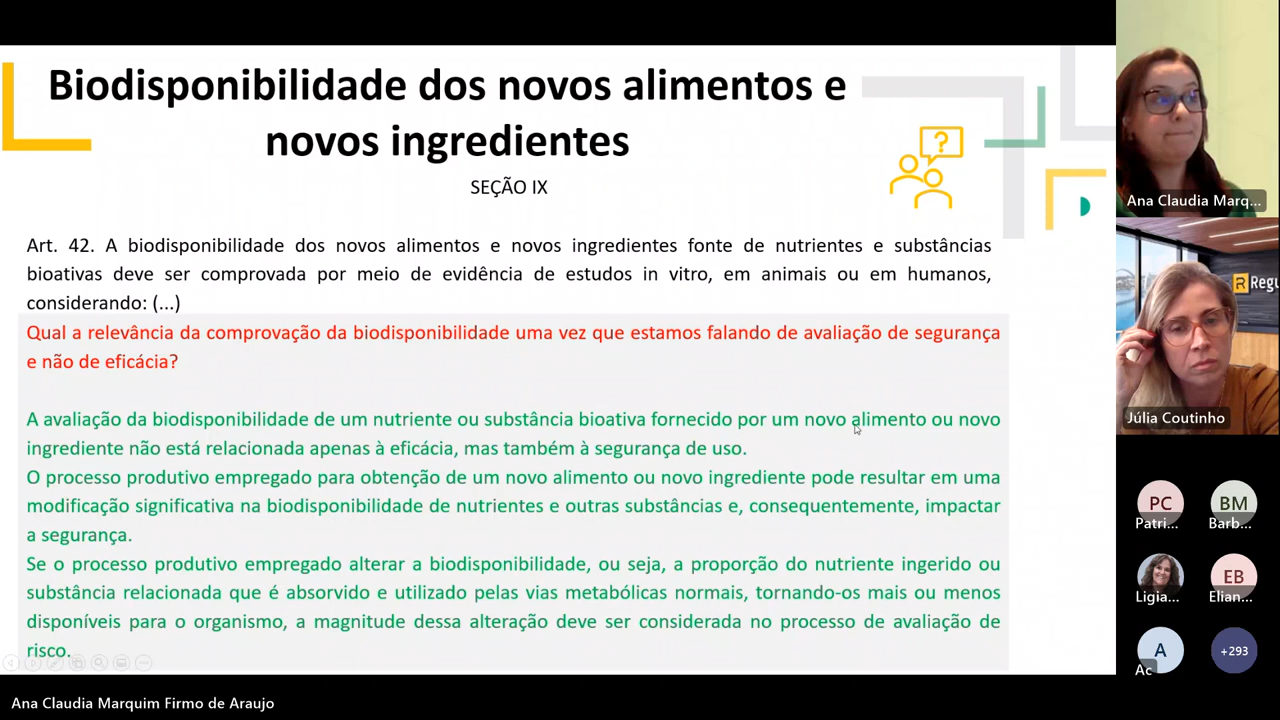 Biodisponibilidade dos novos alimentos e
novos ingredientes
SEÇÃO IX
?
Art. 42. A biodisponibilidade dos novos alimentos e novos ingredientes fonte de nutrientes e substâncias
bioativas deve ser comprovada por meio de evidência de estudos in vitro, em animais ou em humanos,
considerando: (...)
Qual a relevância da comprovação da biodisponibilidade uma vez que estamos falando de avaliação de segurança
e não de eficácia?
A avaliação da biodisponibilidade de um nutriente ou substância bioativa fornecido por um novo alimento ou novo
ingrediente não está relacionada apenas à eficácia, mas também à segurança de uso.
O processo produtivo empregado para obtenção de um novo alimento ou novo ingrediente pode resultar em uma
modificação significativa na biodisponibilidade de nutrientes e outras substâncias e, consequentemente, impactar
a segurança.
Se o processo produtivo empregado alterar a biodisponibilidade, ou seja, a proporção do nutriente ingerido ou
substância relacionada que é absorvido e utilizado pelas vias metabólicas normais, tornando-os mais ou menos
disponíveis para o organismo, a magnitude dessa alteração deve ser considerada no processo de avaliação de
risco.
Ana Claudia Marq...
R Regu
Júlia Coutinho
PC
Patri...
BM
Barb...
Ligia...
EB
Elian...
A
Ac
+293
Ana Claudia Marquim Firmo de Araujo